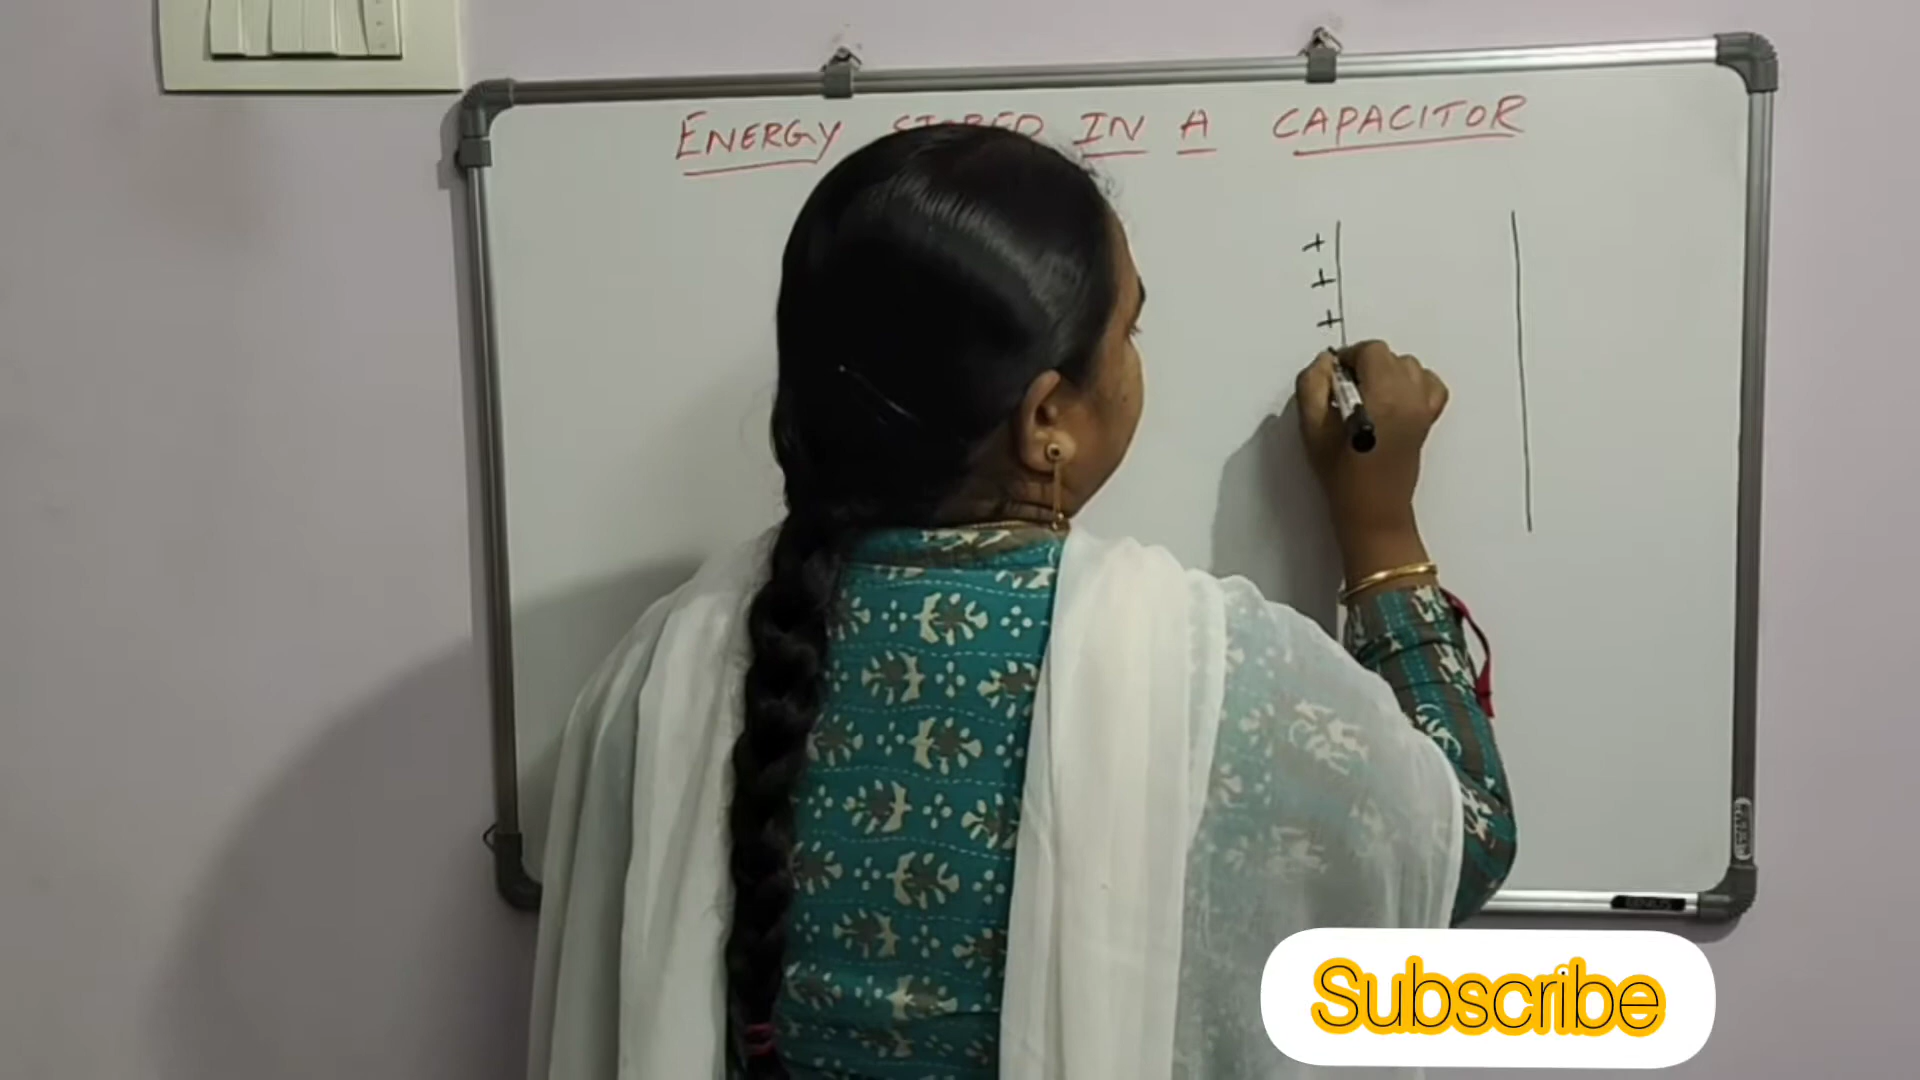 ENERGY STORED IN A CAPACITOR
+
+
+
Subscribe